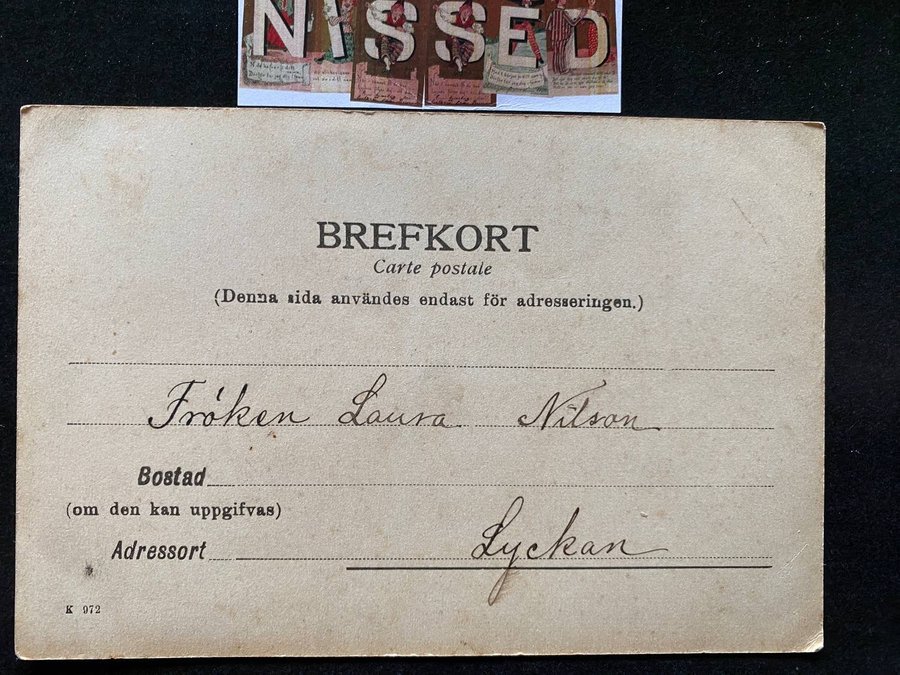 NISSED
BREFKORT
Carte postale
(Denna sida användes endast för adresseringen.)
Fröken Laura Nilson
Bostad
(om den kan uppgifvas)
Adressort Lyckan
K 972